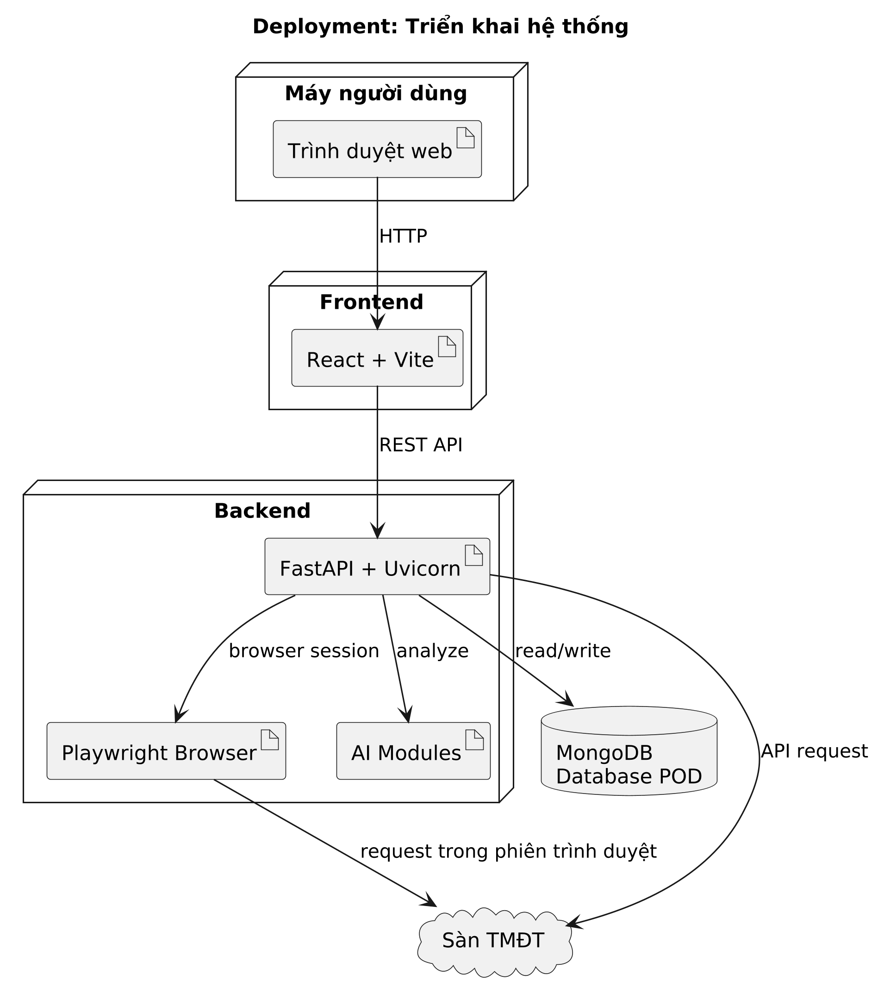 Deployment: Triển khai hệ thống
Máy người dùng
Trình duyệt web
HTTP
Frontend
React + Vite
REST API
Backend
FastAPI + Uvicorn
browser session
analyze
read/write
Playwright Browser
AI Modules
MongoDB
Database POD
API request
request trong phiên trình duyệt
Sàn TMĐT